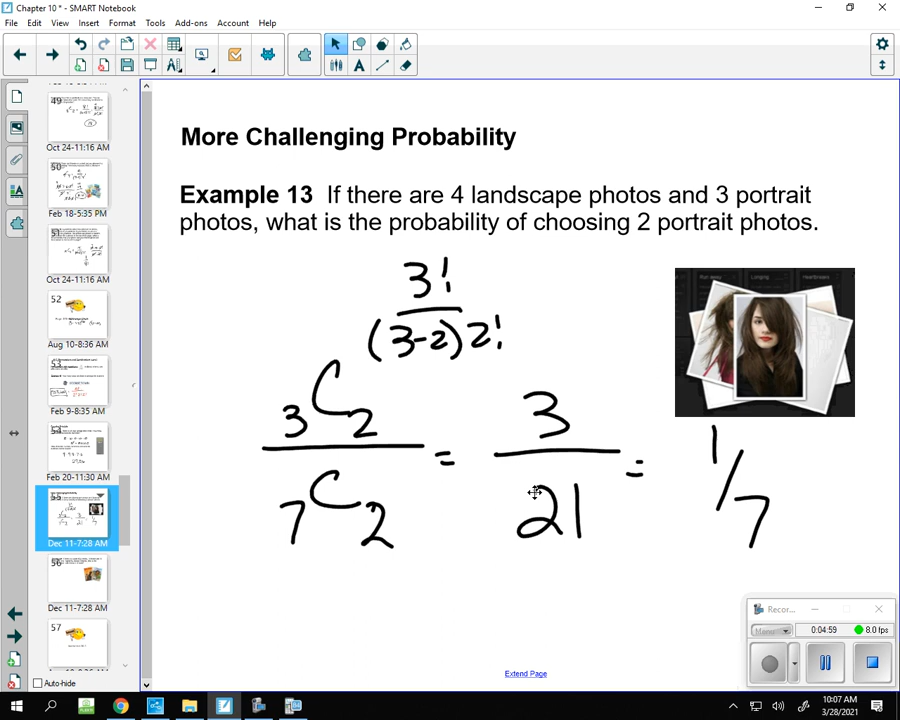 Chapter 10 * - SMART Notebook
File Edit View Insert Format Tools Add-ons Account Help
49
Oct 24-11:16 AM
50
Feb 18-5:35 PM
51
Oct 24-11:16 AM
52
Aug 10-8:36 AM
53
Feb 9-8:35 AM
54
Feb 20-11:30 AM
55
Dec 11-7:28 AM
56
Dec 11-7:28 AM
57
Auto-hide
More Challenging Probability
Example 13 If there are 4 landscape photos and 3 portrait
photos, what is the probability of choosing 2 portrait photos.
3!
(3-2)2!
3C2
7C2
=
3
21
=
1/7
Extend Page
Recor...
Menu
0:04:59
8.0 fps
10:07 AM
3/28/2021